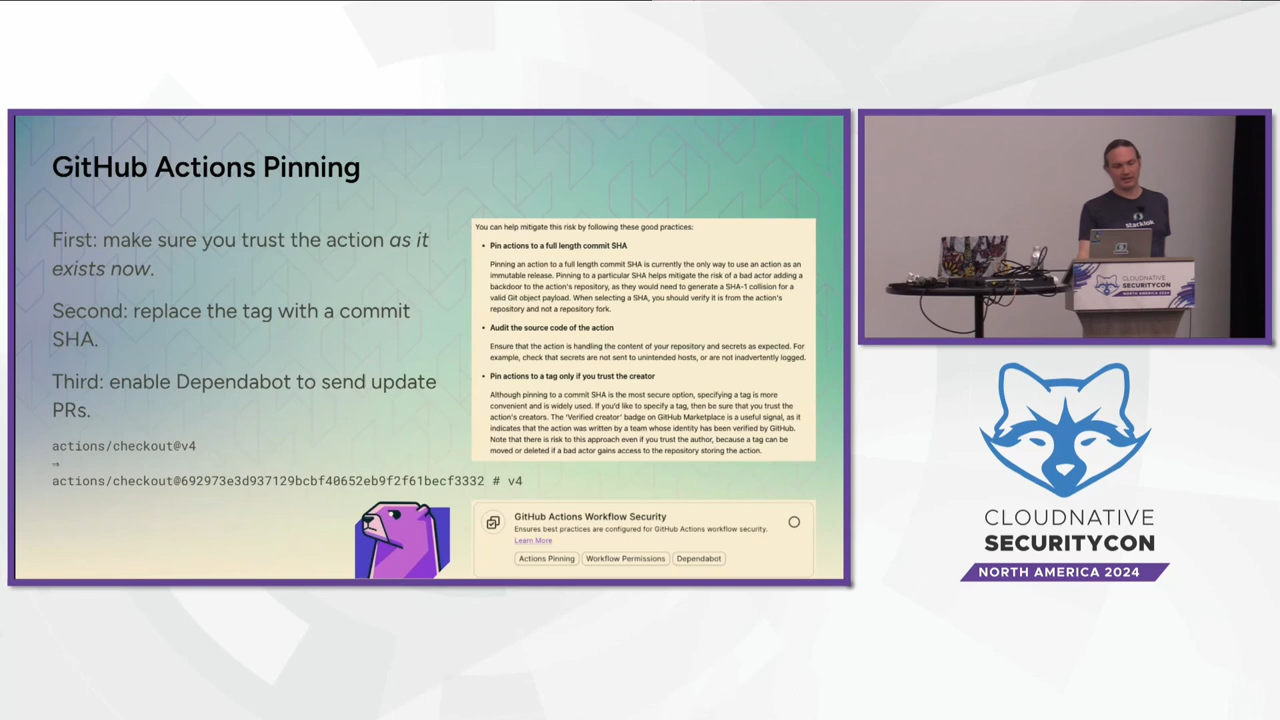 GitHub Actions Pinning
First: make sure you trust the action as it
exists now.
Second: replace the tag with a commit
SHA.
Third: enable Dependabot to send update
PRs.
actions/checkout@v4
⇒
actions/checkout@692973e3d937129bcbf40652eb9f2f61becf3332 # v4
You can help mitigate this risk by following these good practices:
• Pin actions to a full length commit SHA
Pinning an action to a full length commit SHA is currently the only way to use an action as an
immutable release. Pinning to a particular SHA helps mitigate the risk of a bad actor adding a
backdoor to the action's repository, as they would need to generate a SHA-1 collision for a
valid Git object payload. When selecting a SHA, you should verify it is from the action's
repository and not a repository fork.
• Audit the source code of the action
Ensure that the action is handling the content of your repository and secrets as expected. For
example, check that secrets are not sent to unintended hosts, or are not inadvertently logged.
• Pin actions to a tag only if you trust the creator
Although pinning to a commit SHA is the most secure option, specifying a tag is more
convenient and is widely used. If you'd like to specify a tag, then be sure that you trust the
action's creators. The 'Verified creator' badge on GitHub Marketplace is a useful signal, as it
indicates that the action was written by a team whose identity has been verified by GitHub.
Note that there is risk to this approach even if you trust the author, because a tag can be
moved or deleted if a bad actor gains access to the repository storing the action.
GitHub Actions Workflow Security
Ensures best practices are configured for GitHub Actions workflow security.
Learn More
Actions Pinning Workflow Permissions Dependabot
stacklok
CLOUDNATIVE
SECURITYCON
NORTH AMERICA 2024
CLOUDNATIVE
SECURITYCON
NORTH AMERICA 2024